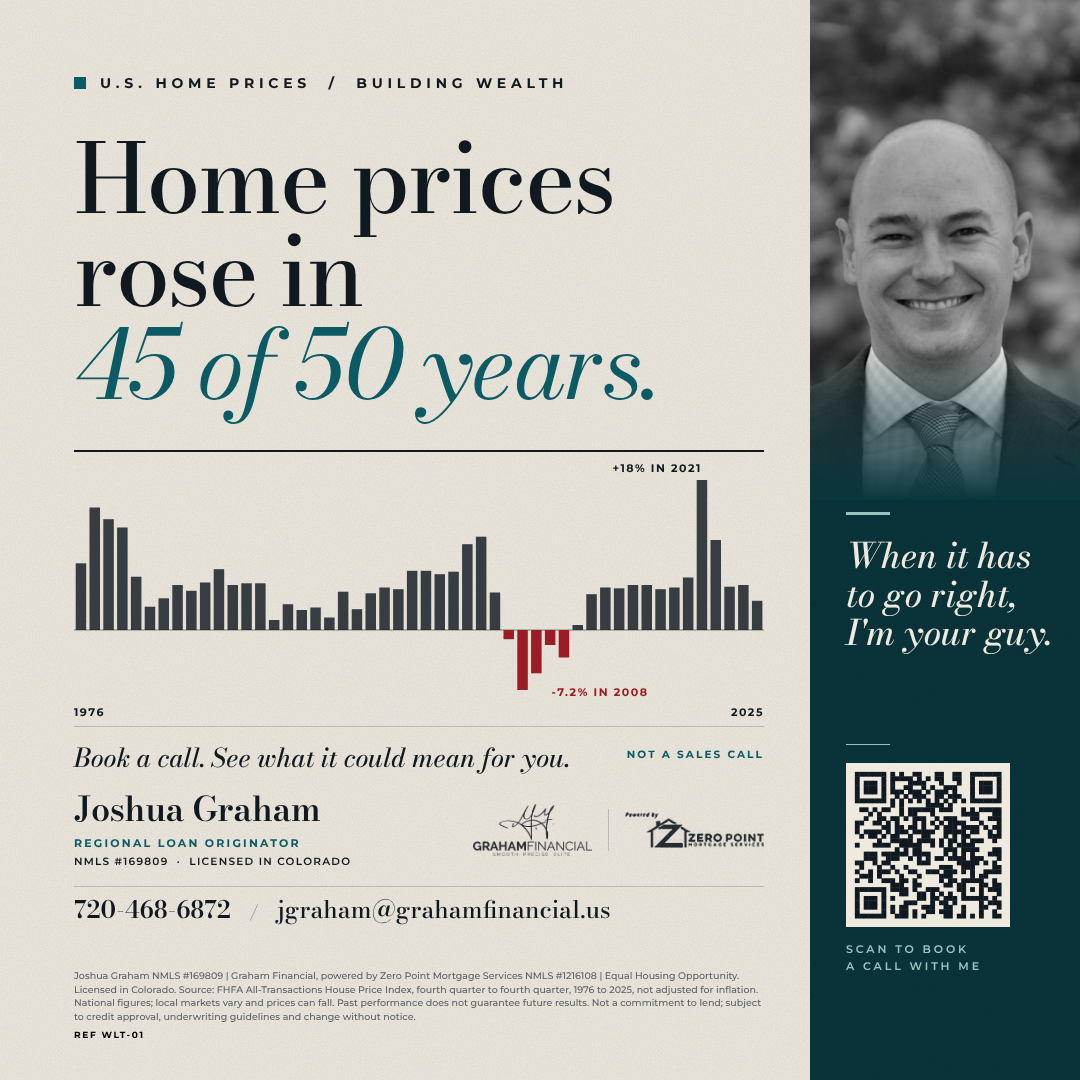 U.S. HOME PRICES / BUILDING WEALTH
Home prices
rose in
45 of 50 years.
+18% IN 2021
-7.2% IN 2008
1976
2025
Book a call. See what it could mean for you.
NOT A SALES CALL
Joshua Graham
REGIONAL LOAN ORIGINATOR
NMLS #169809 · LICENSED IN COLORADO
GRAHAMFINANCIAL
SMOOTH. PRECISE. ELITE.
Powered by
ZERO POINT
MORTGAGE SERVICES
720-468-6872 / jgraham@grahamfinancial.us
Joshua Graham NMLS #169809 | Graham Financial, powered by Zero Point Mortgage Services NMLS #1216108 | Equal Housing Opportunity.
Licensed in Colorado. Source: FHFA All-Transactions House Price Index, fourth quarter to fourth quarter, 1976 to 2025, not adjusted for inflation.
National figures; local markets vary and prices can fall. Past performance does not guarantee future results. Not a commitment to lend; subject
to credit approval, underwriting guidelines and change without notice.
REF WLT-01
When it has
to go right,
I'm your guy.
SCAN TO BOOK
A CALL WITH ME